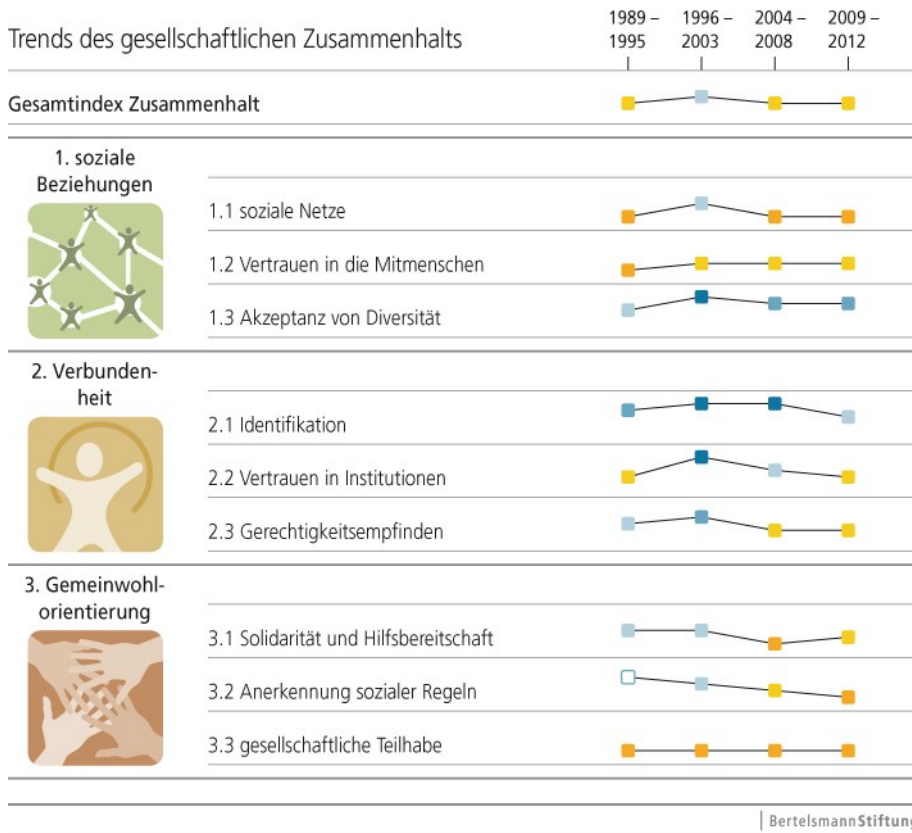 Trends des gesellschaftlichen Zusammenhalts
1989 –
1995
1996 –
2003
2004 –
2008
2009 –
2012
Gesamtindex Zusammenhalt
1. soziale
Beziehungen
1.1 soziale Netze
1.2 Vertrauen in die Mitmenschen
1.3 Akzeptanz von Diversität
2. Verbunden-
heit
2.1 Identifikation
2.2 Vertrauen in Institutionen
2.3 Gerechtigkeitsempfinden
3. Gemeinwohl-
orientierung
3.1 Solidarität und Hilfsbereitschaft
3.2 Anerkennung sozialer Regeln
3.3 gesellschaftliche Teilhabe
BertelsmannStiftung